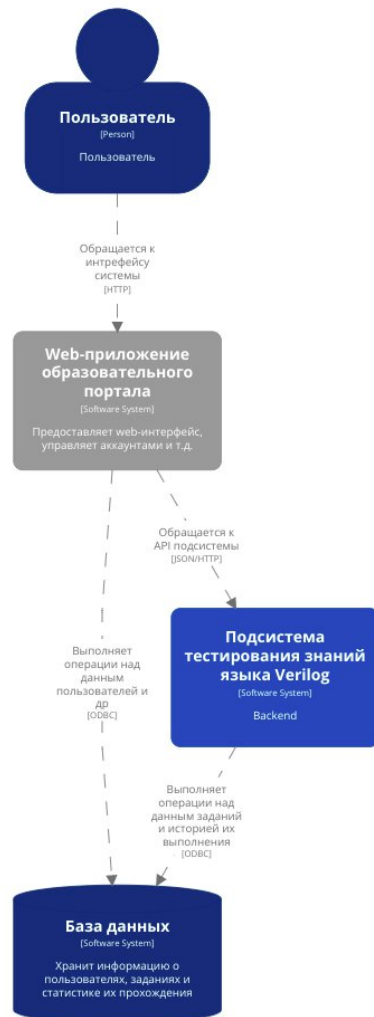 Пользователь
[Person]
Пользователь
Обращается к
интрефейсу
системы
[HTTP]
Web-приложение
образовательного
портала
[Software System]
Предоставляет web-интерфейс,
управляет аккаунтами и т.д.
Обращается к
API подсистемы
[JSON/HTTP]
Подсистема
тестирования знаний
языка Verilog
[Software System]
Backend
Выполняет
операции над
данным
пользователей и
др
[ODBC]
Выполняет
операции над
данным заданий
и историей их
выполнения
[ODBC]
База данных
[Software System]
Хранит информацию о
пользователях, заданиях и
статистике их прохождения